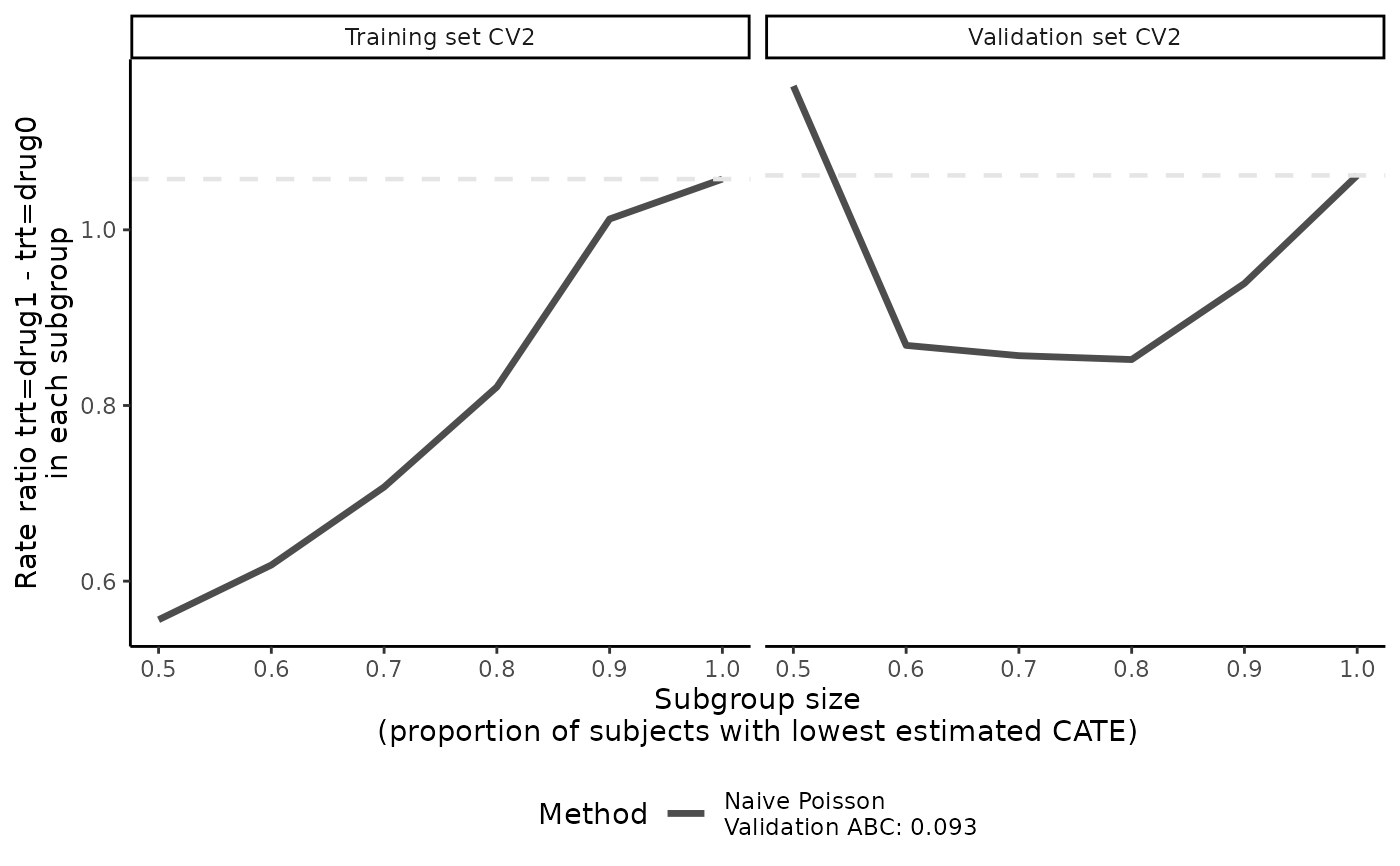 Training set CV2
Validation set CV2
Rate ratio trt=drug1 - trt=drug0
in each subgroup
1.0
0.8
0.6
0.5 0.6 0.7 0.8 0.9 1.0
0.5 0.6 0.7 0.8 0.9 1.0
Subgroup size
(proportion of subjects with lowest estimated CATE)
Method
Naive Poisson
Validation ABC: 0.093